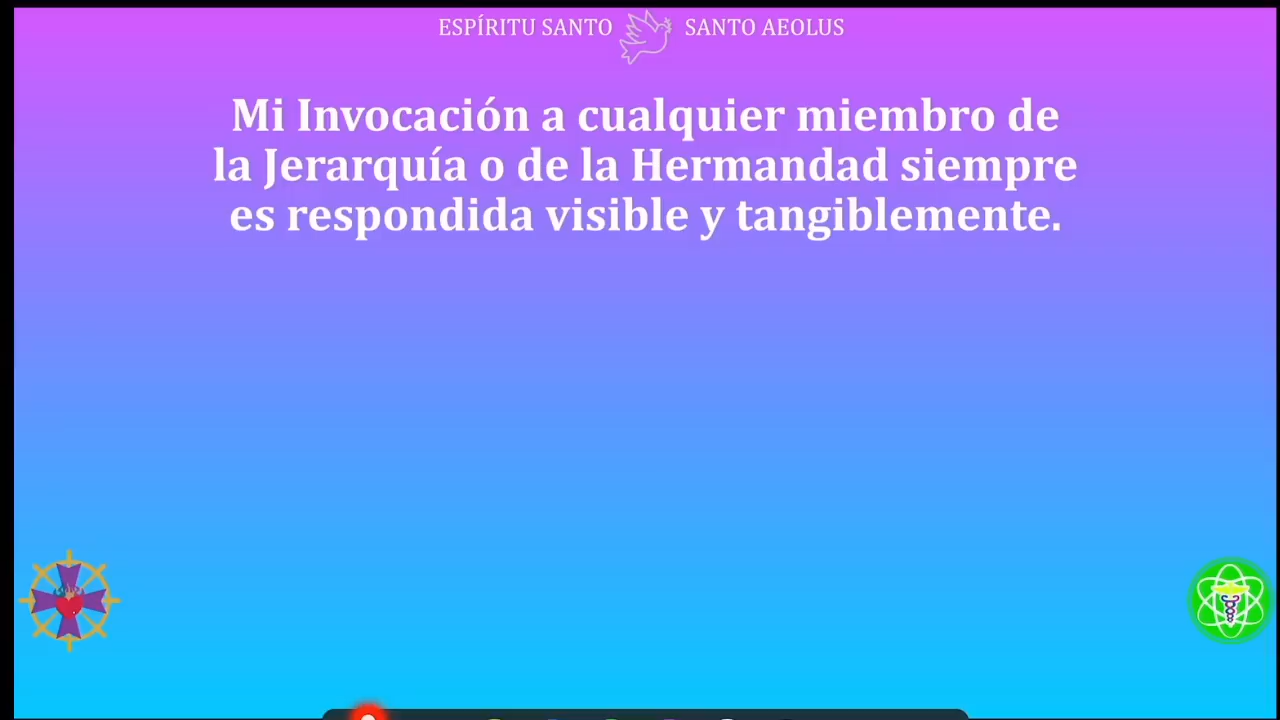 ESPÍRITU SANTO SANTO AEOLUS
Mi Invocación a cualquier miembro de
la Jerarquía o de la Hermandad siempre
es respondida visible y tangiblemente.